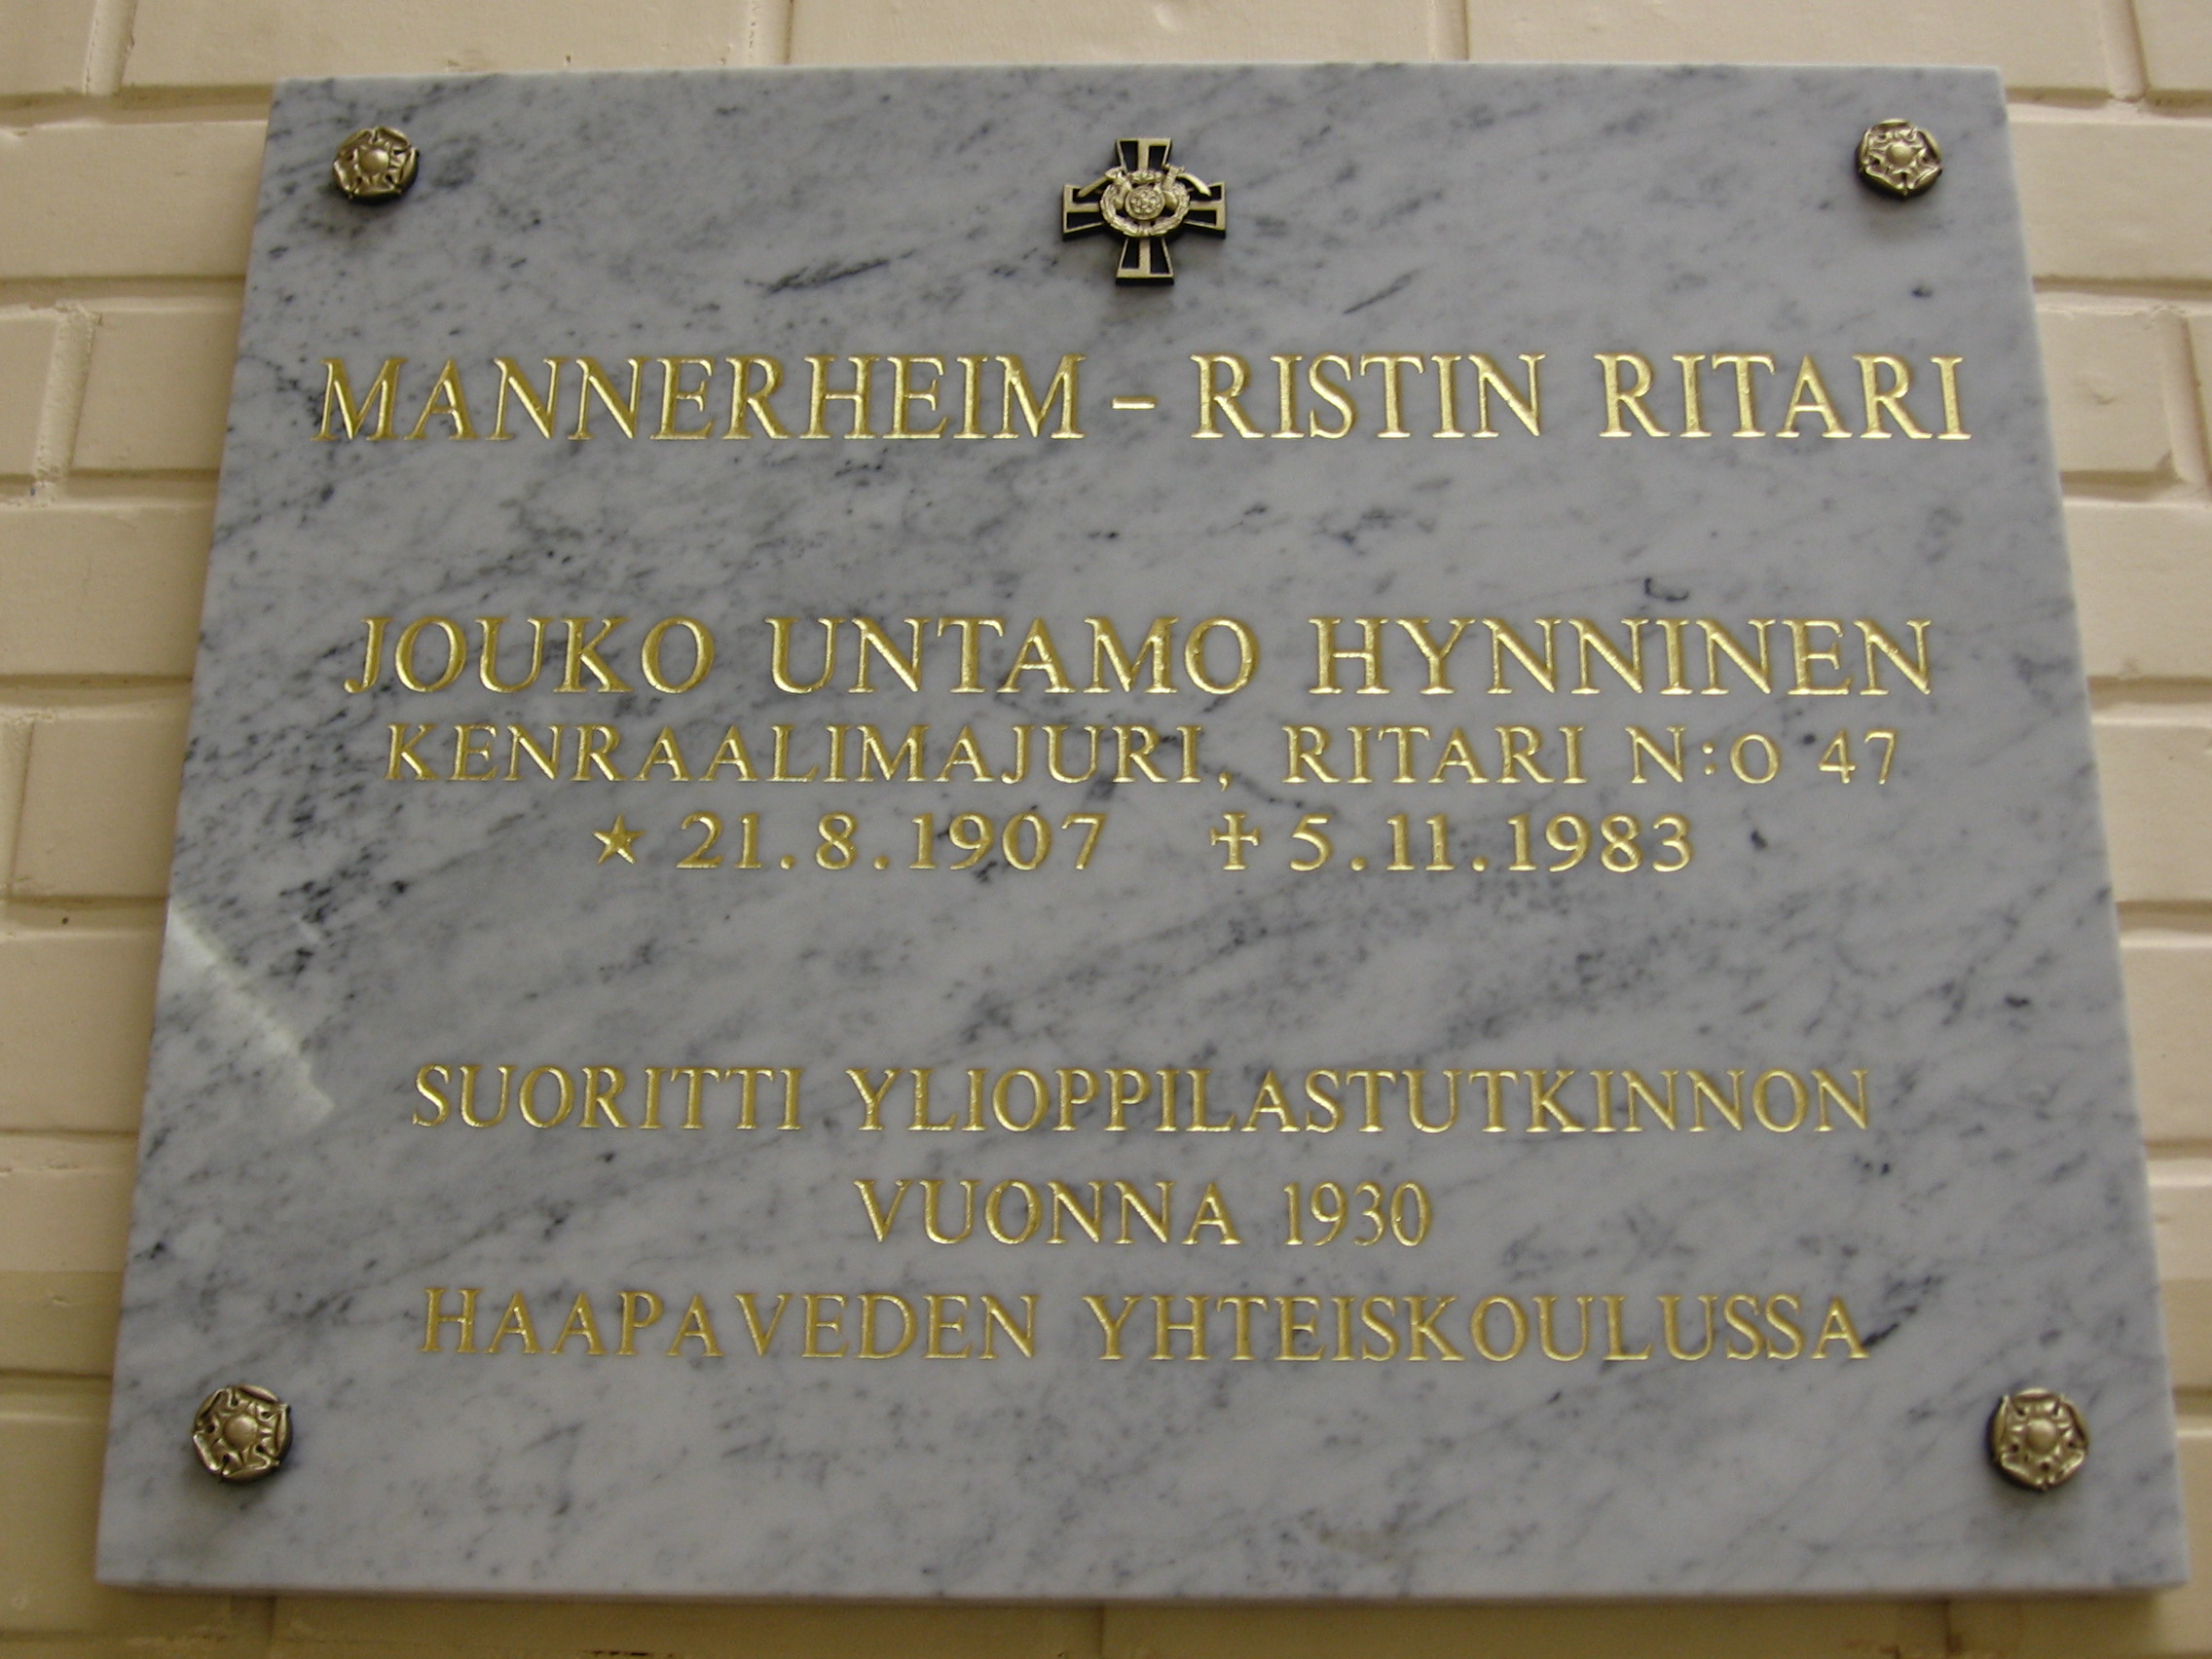 MANNERHEIM - RISTIN RITARI
JOUKO UNTAMO HYNNINEN
KENRAALIMAJURI, RITARI N:O 47
★ 21.8.1907 ✝ 5.11.1983
SUORITTI YLIOPPILASTUTKINNON
VUONNA 1930
HAAPAVEDEN YHTEISKOULUSSA